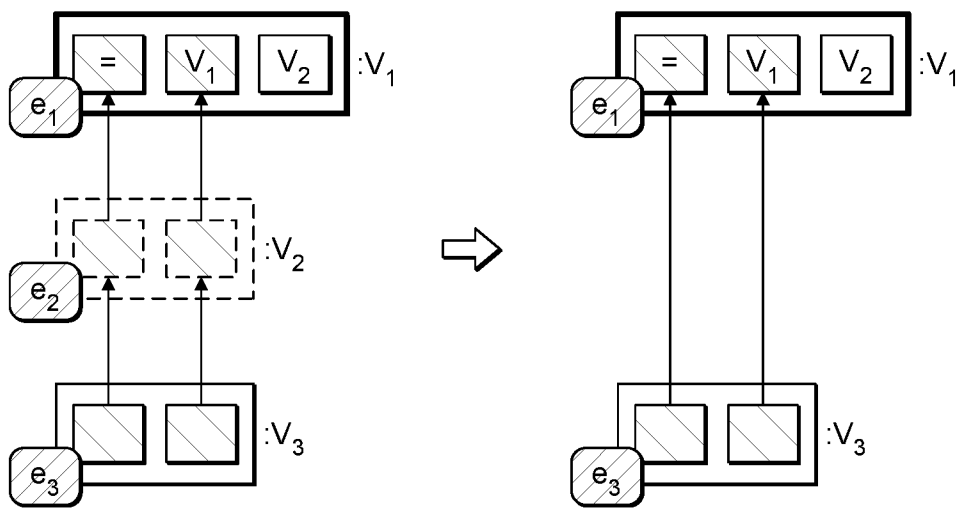 = V₁ V₂ :V₁
e₁
:V₂
e₂
:V₃
e₃
= V₁ V₂ :V₁
e₁
:V₃
e₃